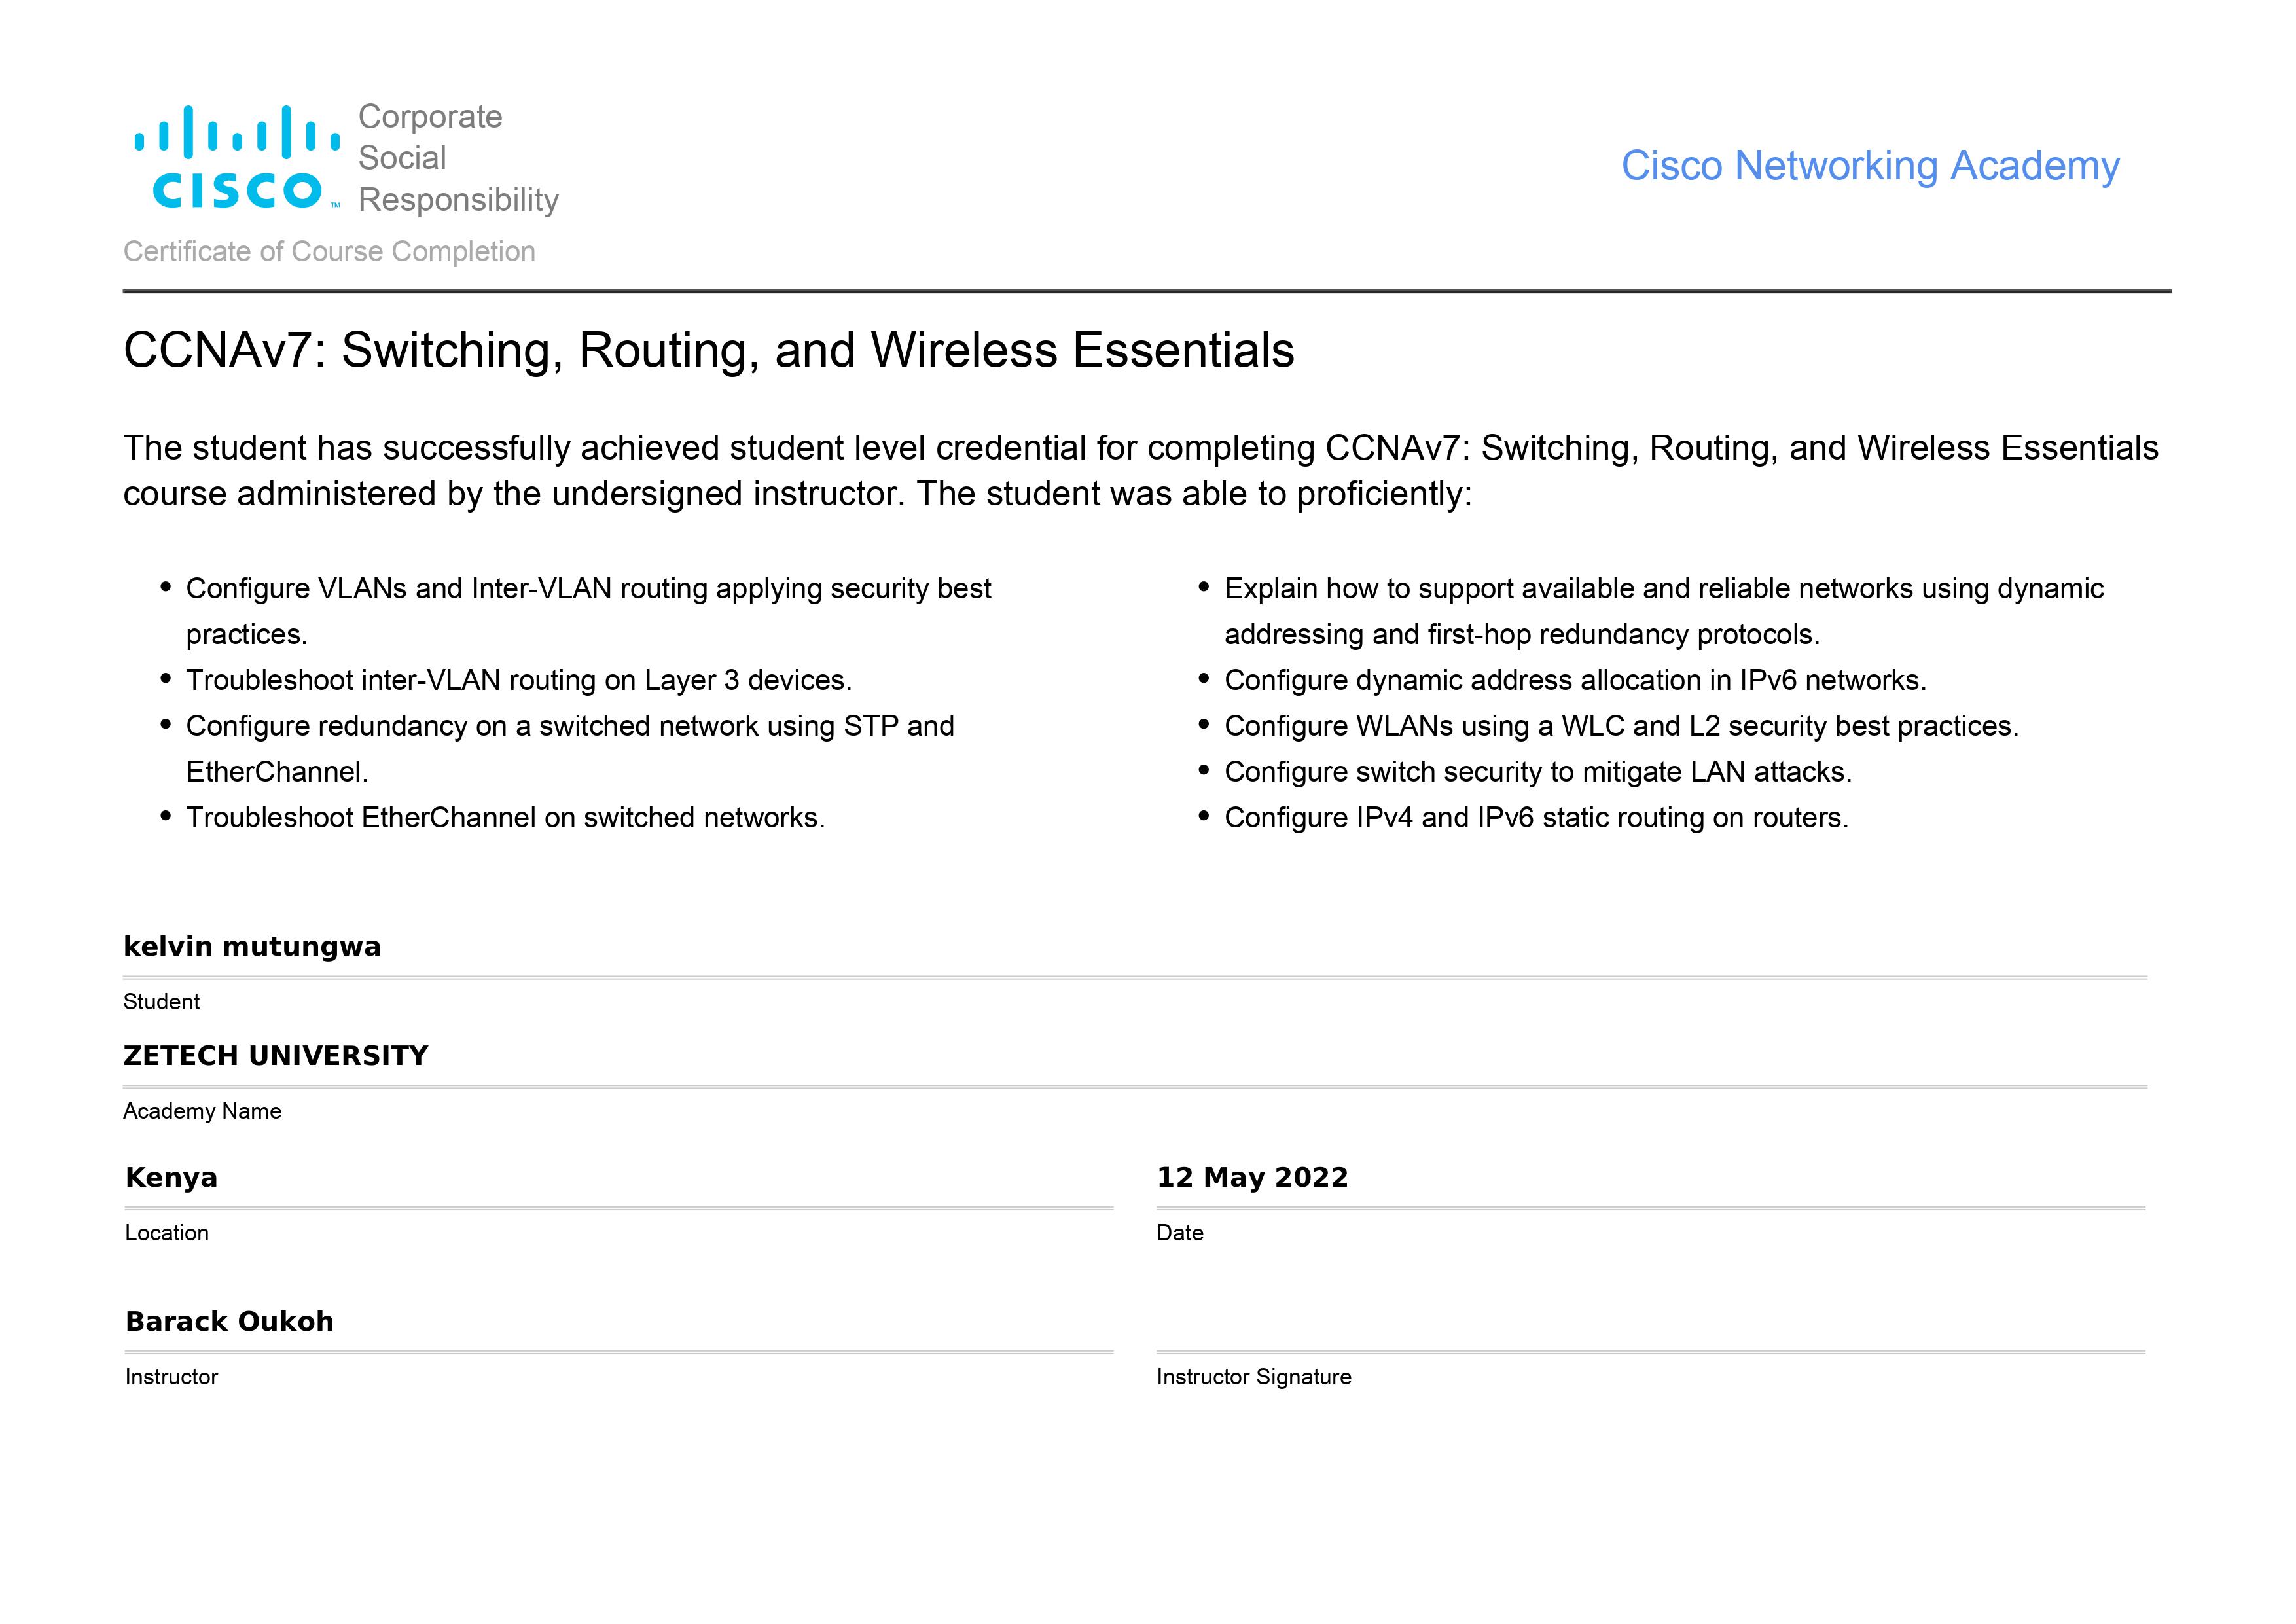 Corporate
Social
Responsibility
CISCO™
Cisco Networking Academy
Certificate of Course Completion
CCNAv7: Switching, Routing, and Wireless Essentials
The student has successfully achieved student level credential for completing CCNAv7: Switching, Routing, and Wireless Essentials
course administered by the undersigned instructor. The student was able to proficiently:
• Configure VLANs and Inter-VLAN routing applying security best
practices.
• Troubleshoot inter-VLAN routing on Layer 3 devices.
• Configure redundancy on a switched network using STP and
EtherChannel.
• Troubleshoot EtherChannel on switched networks.
• Explain how to support available and reliable networks using dynamic
addressing and first-hop redundancy protocols.
• Configure dynamic address allocation in IPv6 networks.
• Configure WLANs using a WLC and L2 security best practices.
• Configure switch security to mitigate LAN attacks.
• Configure IPv4 and IPv6 static routing on routers.
kelvin mutungwa
Student
ZETECH UNIVERSITY
Academy Name
Kenya
Location
12 May 2022
Date
Barack Oukoh
Instructor
Instructor Signature